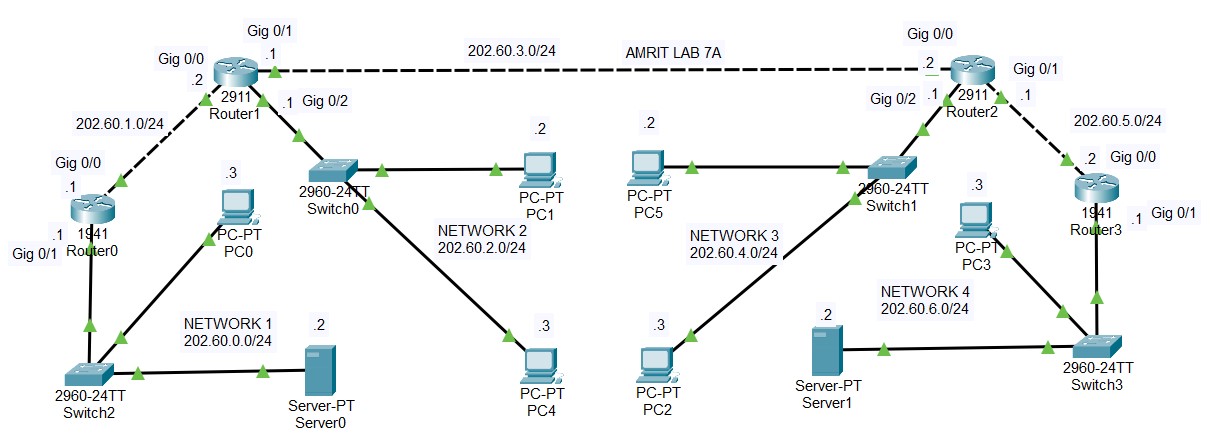 Gig 0/1
.1
Gig 0/0
.2
2911
Router1
.1 Gig 0/2
202.60.3.0/24
AMRIT LAB 7A
Gig 0/0
.2
2911
Router2
Gig 0/1
.1
Gig 0/2
.1
202.60.1.0/24
202.60.5.0/24
Gig 0/0
.1
1941
Router0
.1
Gig 0/1
.3
PC-PT
PC0
2960-24TT
Switch0
.2
PC-PT
PC1
.2
PC-PT
PC5
2960-24TT
Switch1
.2 Gig 0/0
1941
Router3
.1 Gig 0/1
.3
PC-PT
PC3
NETWORK 2
202.60.2.0/24
NETWORK 3
202.60.4.0/24
NETWORK 1
202.60.0.0/24
NETWORK 4
202.60.6.0/24
2960-24TT
Switch2
.2
Server-PT
Server0
.3
PC-PT
PC4
.3
PC-PT
PC2
.2
Server-PT
Server1
2960-24TT
Switch3